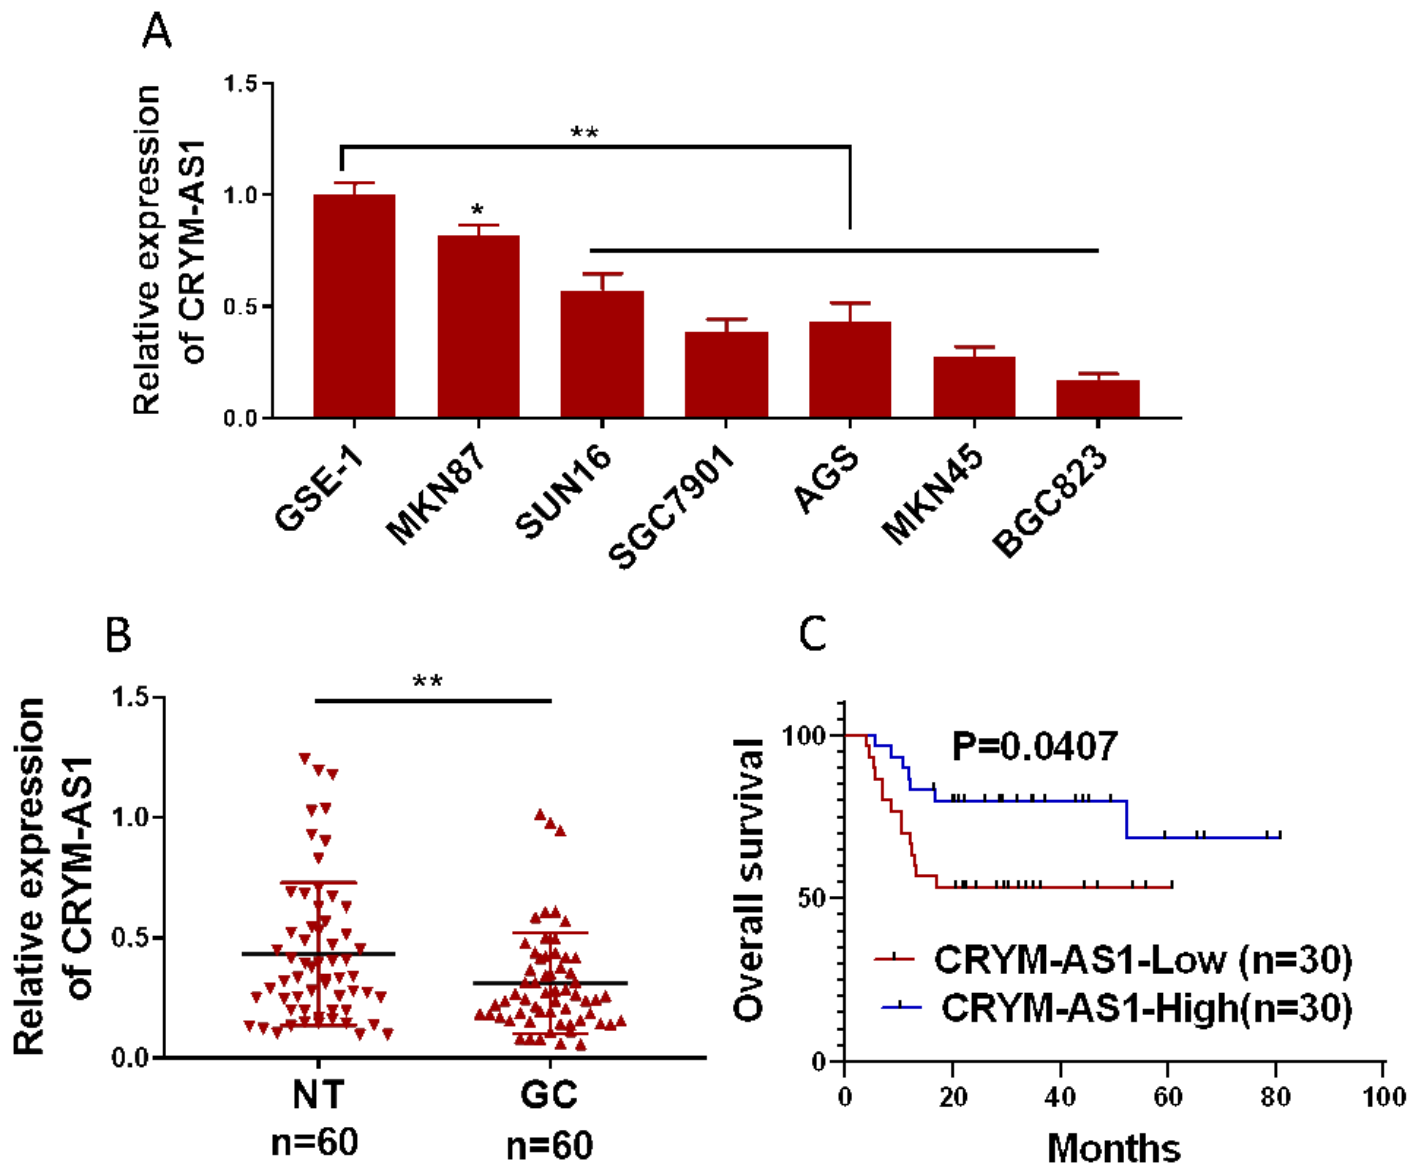 A
Relative expression
of CRYM-AS1
1.5
1.0
0.5
0.0
**
*
GSE-1
MKN87
SUN16
SGC7901
AGS
MKN45
BGC823
B
Relative expression
of CRYM-AS1
1.5
1.0
0.5
0.0
**
NT
n=60
GC
n=60
C
Overall survival
100
50
0
P=0.0407
CRYM-AS1-Low (n=30)
CRYM-AS1-High(n=30)
0 20 40 60 80 100
Months